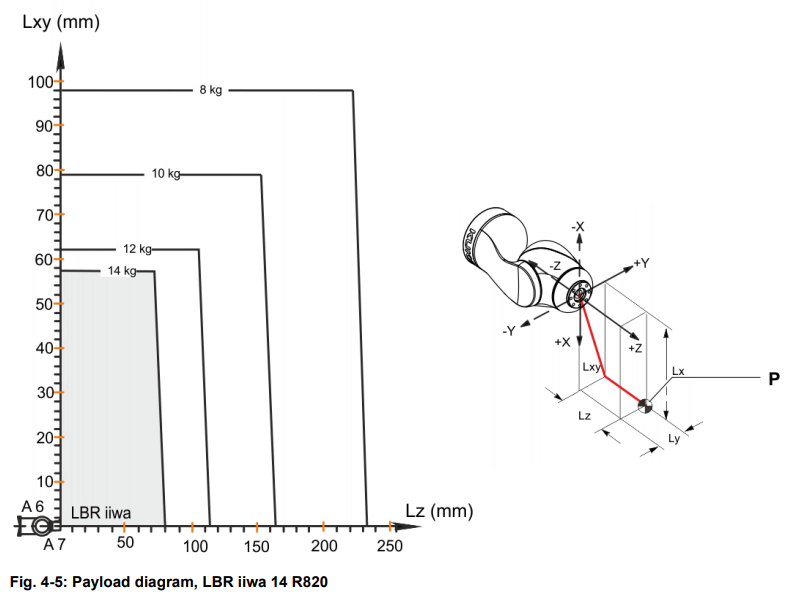 Lxy (mm)
100
8 kg
90
80
10 kg
70
12 kg
60
14 kg
50
40
30
20
10
A 6
LBR iiwa
A 7
50
100
150
200
250
Lz (mm)
-X
-Z
+Y
-Y
+X
+Z
Lxy
Lx
P
Lz
Ly
Fig. 4-5: Payload diagram, LBR iiwa 14 R820